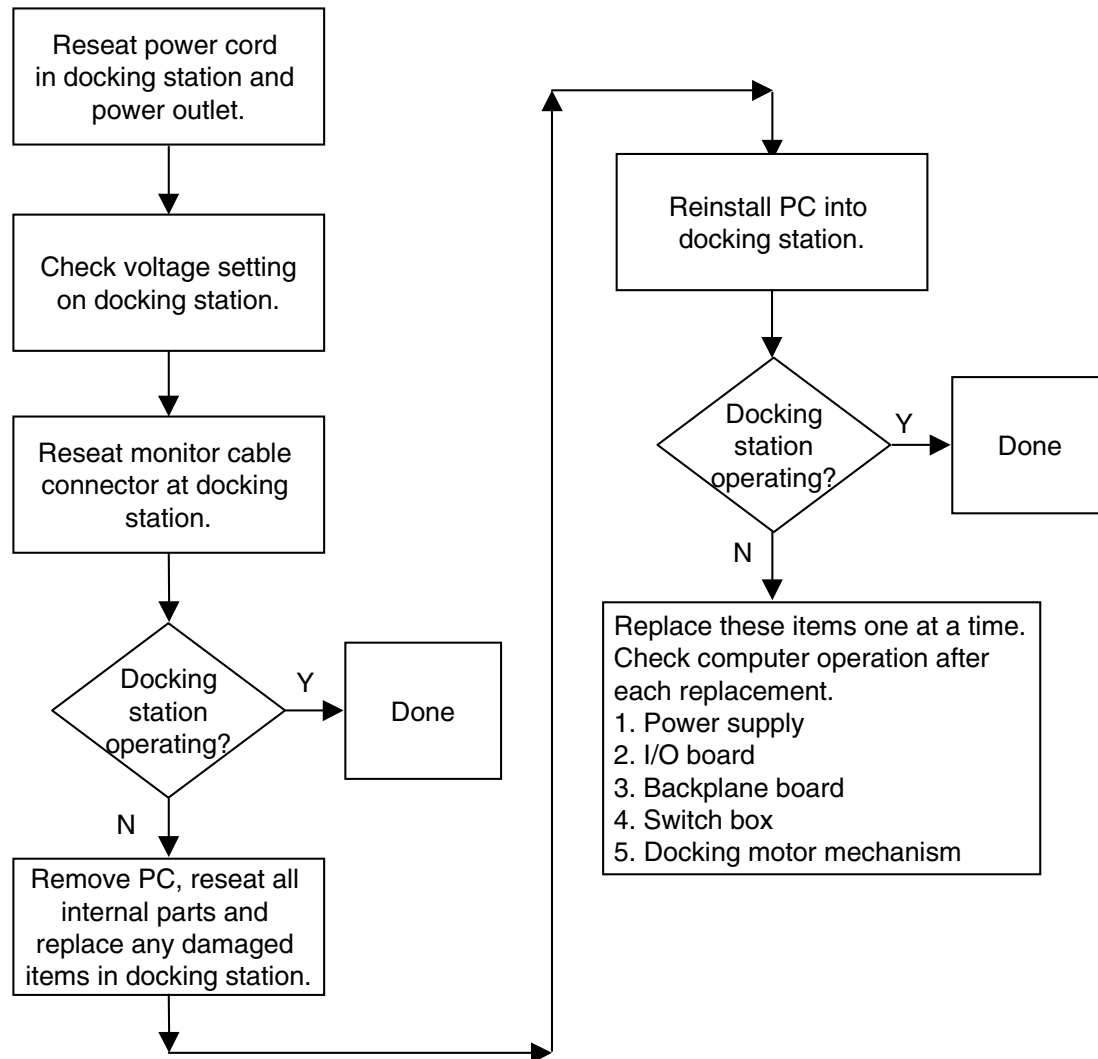 Reseat power cord
in docking station and
power outlet.
Check voltage setting
on docking station.
Reseat monitor cable
connector at docking
station.
Docking
station
operating?
Y
Done
N
Remove PC, reseat all
internal parts and
replace any damaged
items in docking station.
Reinstall PC into
docking station.
Docking
station
operating?
Y
Done
N
Replace these items one at a time.
Check computer operation after
each replacement.
1. Power supply
2. I/O board
3. Backplane board
4. Switch box
5. Docking motor mechanism